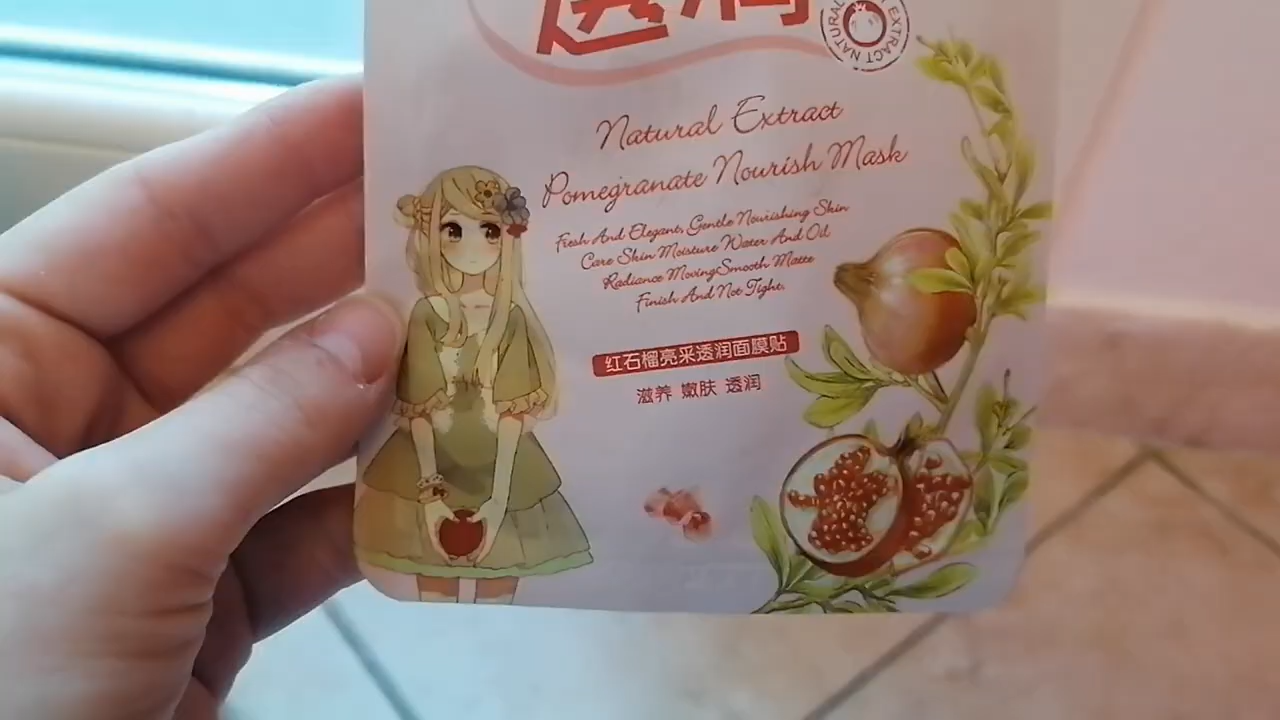 透润
NATURAL EXTRACT NATURAL
Natural Extract
Pomegranate Nourish Mask
Fresh And Elegant, Gentle Nourishing Skin
Care Skin Moisture Water And Oil
Radiance MovingSmooth Matte
Finish And Not Tight.
红石榴亮采透润面膜贴
滋养 嫩肤 透润